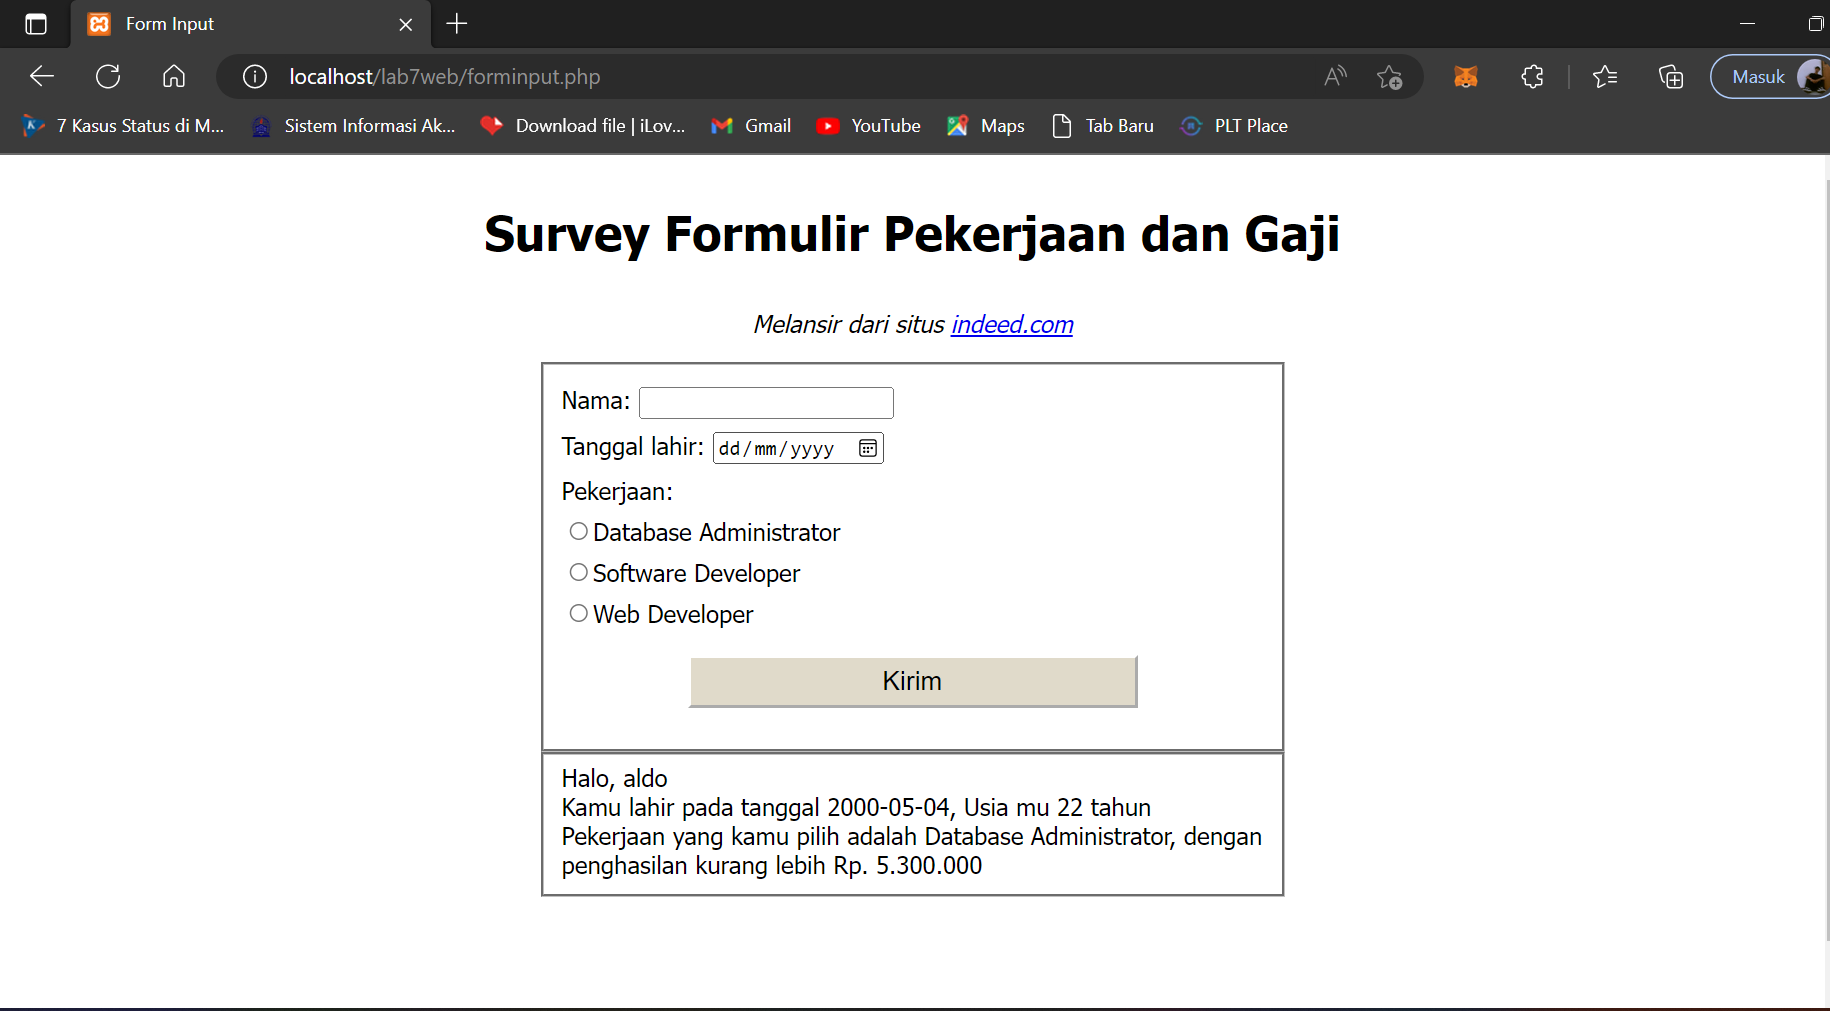 Form Input
localhost/lab7web/forminput.php
Masuk
7 Kasus Status di M...
Sistem Informasi Ak...
Download file | iLov...
Gmail
YouTube
Maps
Tab Baru
PLT Place
Survey Formulir Pekerjaan dan Gaji
Melansir dari situs indeed.com
Nama:
Tanggal lahir: dd/mm/yyyy
Pekerjaan:
Database Administrator
Software Developer
Web Developer
Kirim
Halo, aldo
Kamu lahir pada tanggal 2000-05-04, Usia mu 22 tahun
Pekerjaan yang kamu pilih adalah Database Administrator, dengan
penghasilan kurang lebih Rp. 5.300.000